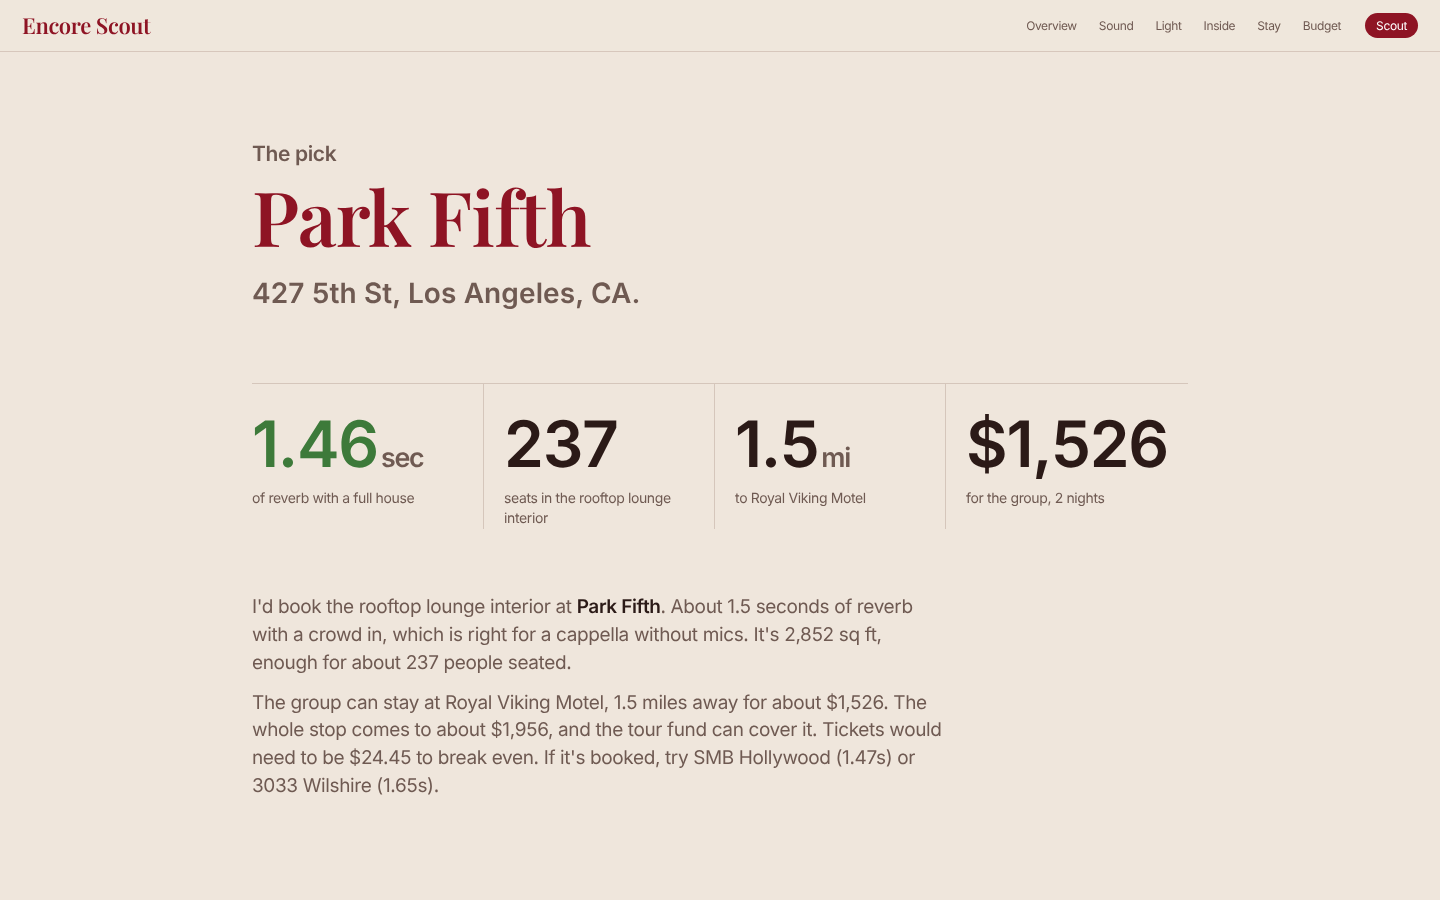 Encore Scout
Overview Sound Light Inside Stay Budget Scout
The pick
Park Fifth
427 5th St, Los Angeles, CA.
1.46 sec
of reverb with a full house
237
seats in the rooftop lounge
interior
1.5 mi
to Royal Viking Motel
$1,526
for the group, 2 nights
I'd book the rooftop lounge interior at Park Fifth. About 1.5 seconds of reverb
with a crowd in, which is right for a cappella without mics. It's 2,852 sq ft,
enough for about 237 people seated.
The group can stay at Royal Viking Motel, 1.5 miles away for about $1,526. The
whole stop comes to about $1,956, and the tour fund can cover it. Tickets would
need to be $24.45 to break even. If it's booked, try SMB Hollywood (1.47s) or
3033 Wilshire (1.65s).